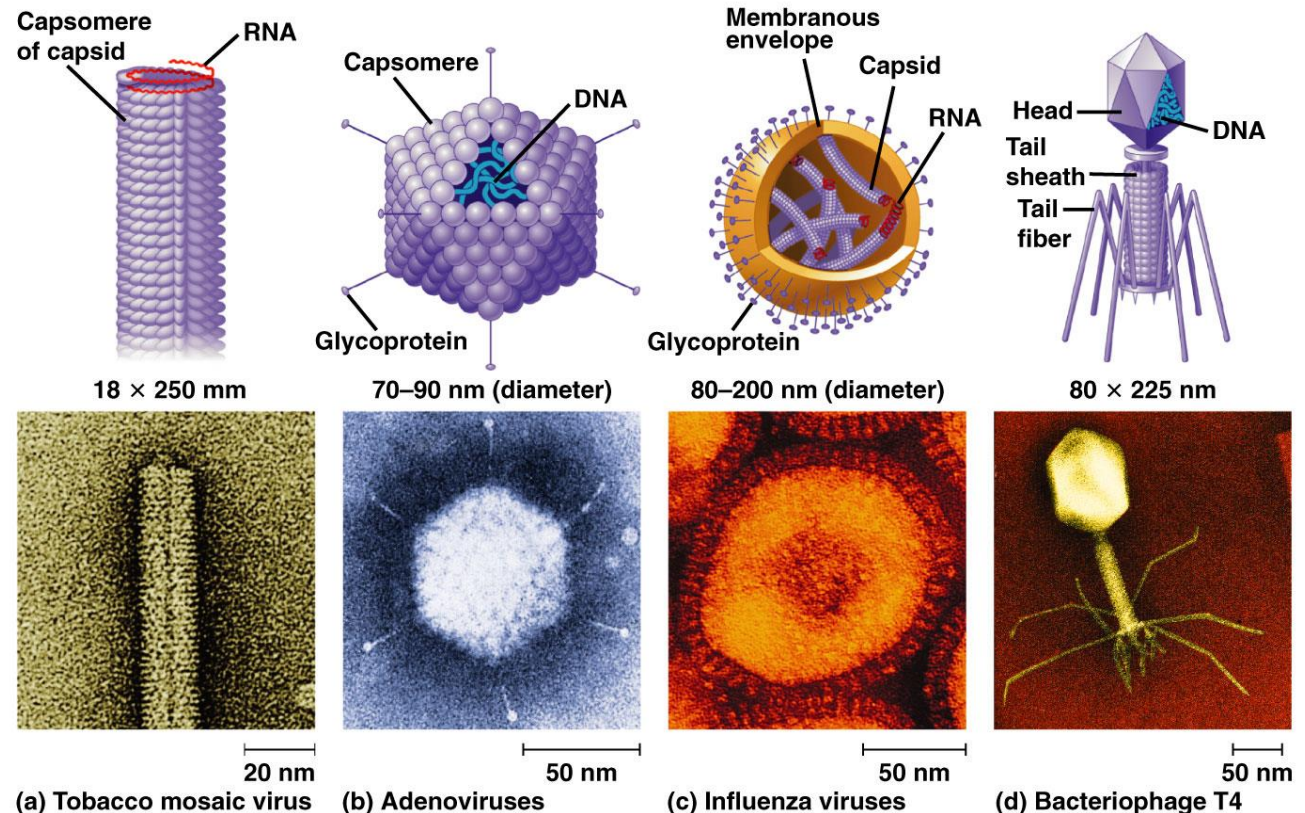 Capsomere
of capsid
RNA
Capsomere
DNA
Glycoprotein
Membranous
envelope
Capsid
RNA
Glycoprotein
Head
DNA
Tail
sheath
Tail
fiber
18 × 250 mm
70–90 nm (diameter)
80–200 nm (diameter)
80 × 225 nm
20 nm
50 nm
50 nm
50 nm
(a) Tobacco mosaic virus
(b) Adenoviruses
(c) Influenza viruses
(d) Bacteriophage T4